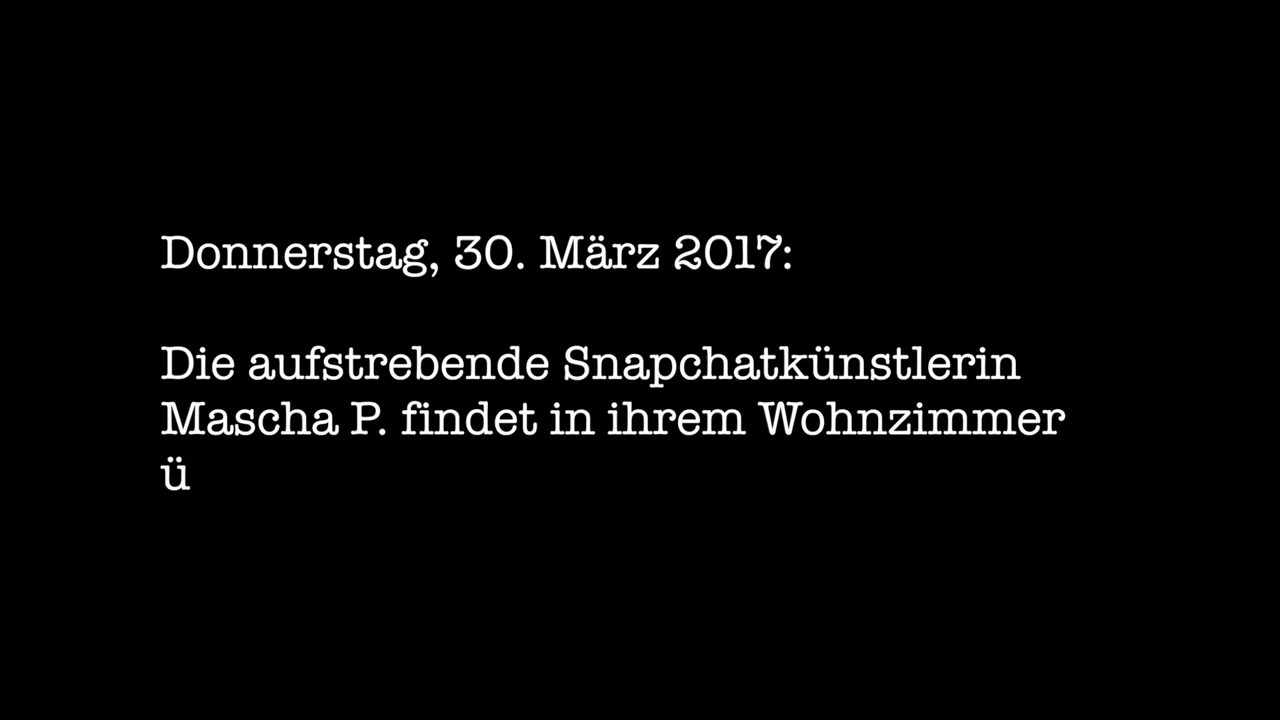 Donnerstag, 30. März 2017:
Die aufstrebende Snapchatkünstlerin
Mascha P. findet in ihrem Wohnzimmer
ü